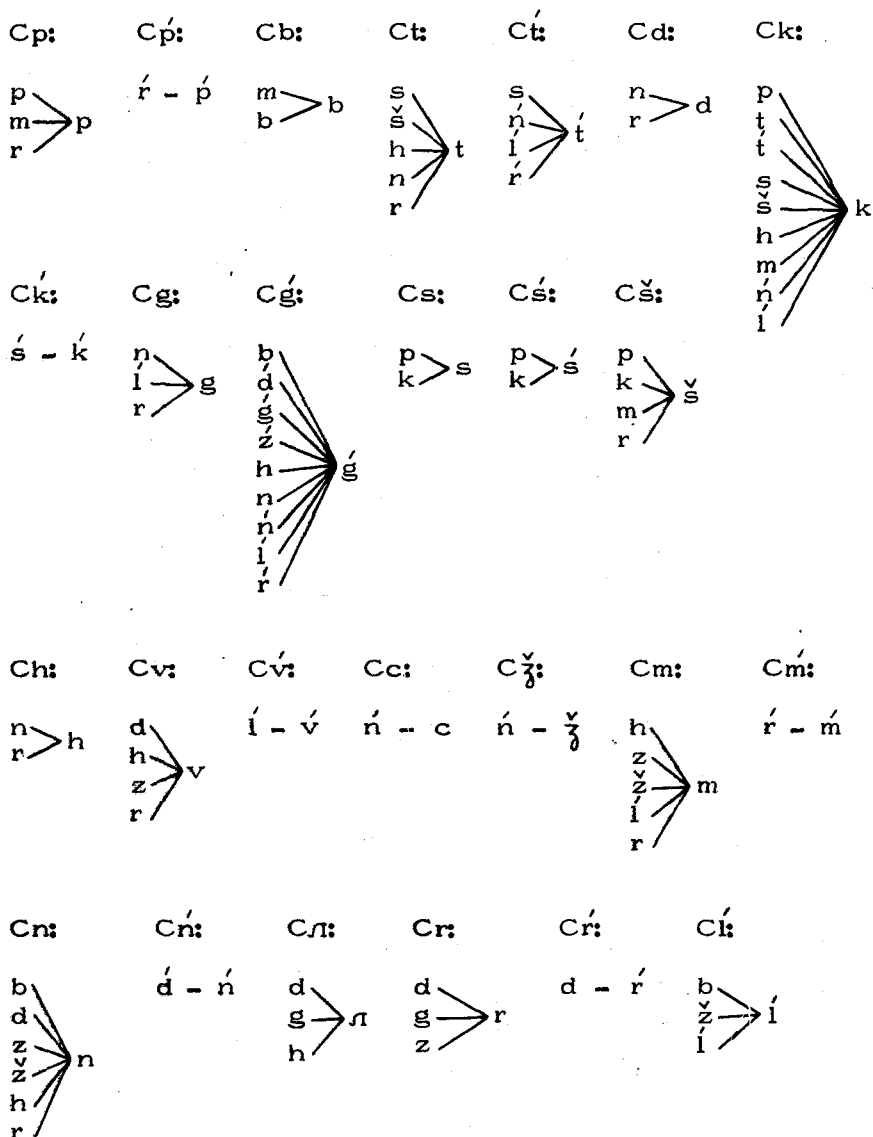 Cp: Cṕ: Cb: Ct: Ct́: Cd: Ck:
p
m
r
p
ŕ - ṕ
m
b
b
s
š
h
n
r
t
s
ń
ĺ
ŕ
t́
n
r
d
p
t
t́
s
š
h
m
ń
ĺ
k
Cḱ: Cg: Cǵ: Cs: Cś: Cš:
ś - ḱ
n
ĺ
r
g
b
d́
ǵ
ź
h
n
ń
ĺ
ŕ
ǵ
p
k
s
p
k
ś
p
k
m
r
š
Ch: Cv: Cv́: Cc: Cǯ: Cm: Cḿ:
n
r
h
d
h
z
r
v
ĺ - v́
ń - c
ń - ǯ
h
z
ž
ĺ
r
m
ŕ - ḿ
Cn: Cń: Cл: Cr: Cŕ: Cĺ:
b
d
z
ž
h
r
n
d́ - ń
d
g
h
л
d
g
z
r
d - ŕ
b
ž
ĺ
ĺ